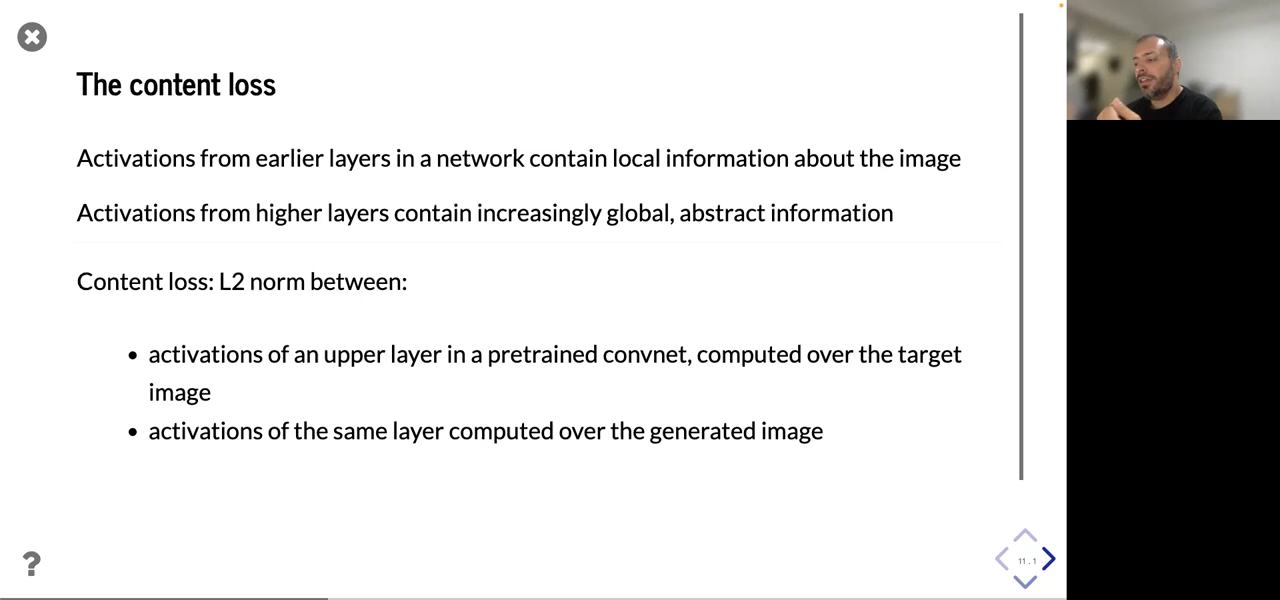 The content loss
Activations from earlier layers in a network contain local information about the image
Activations from higher layers contain increasingly global, abstract information
Content loss: L2 norm between:
• activations of an upper layer in a pretrained convnet, computed over the target
image
• activations of the same layer computed over the generated image
?
11 . 1